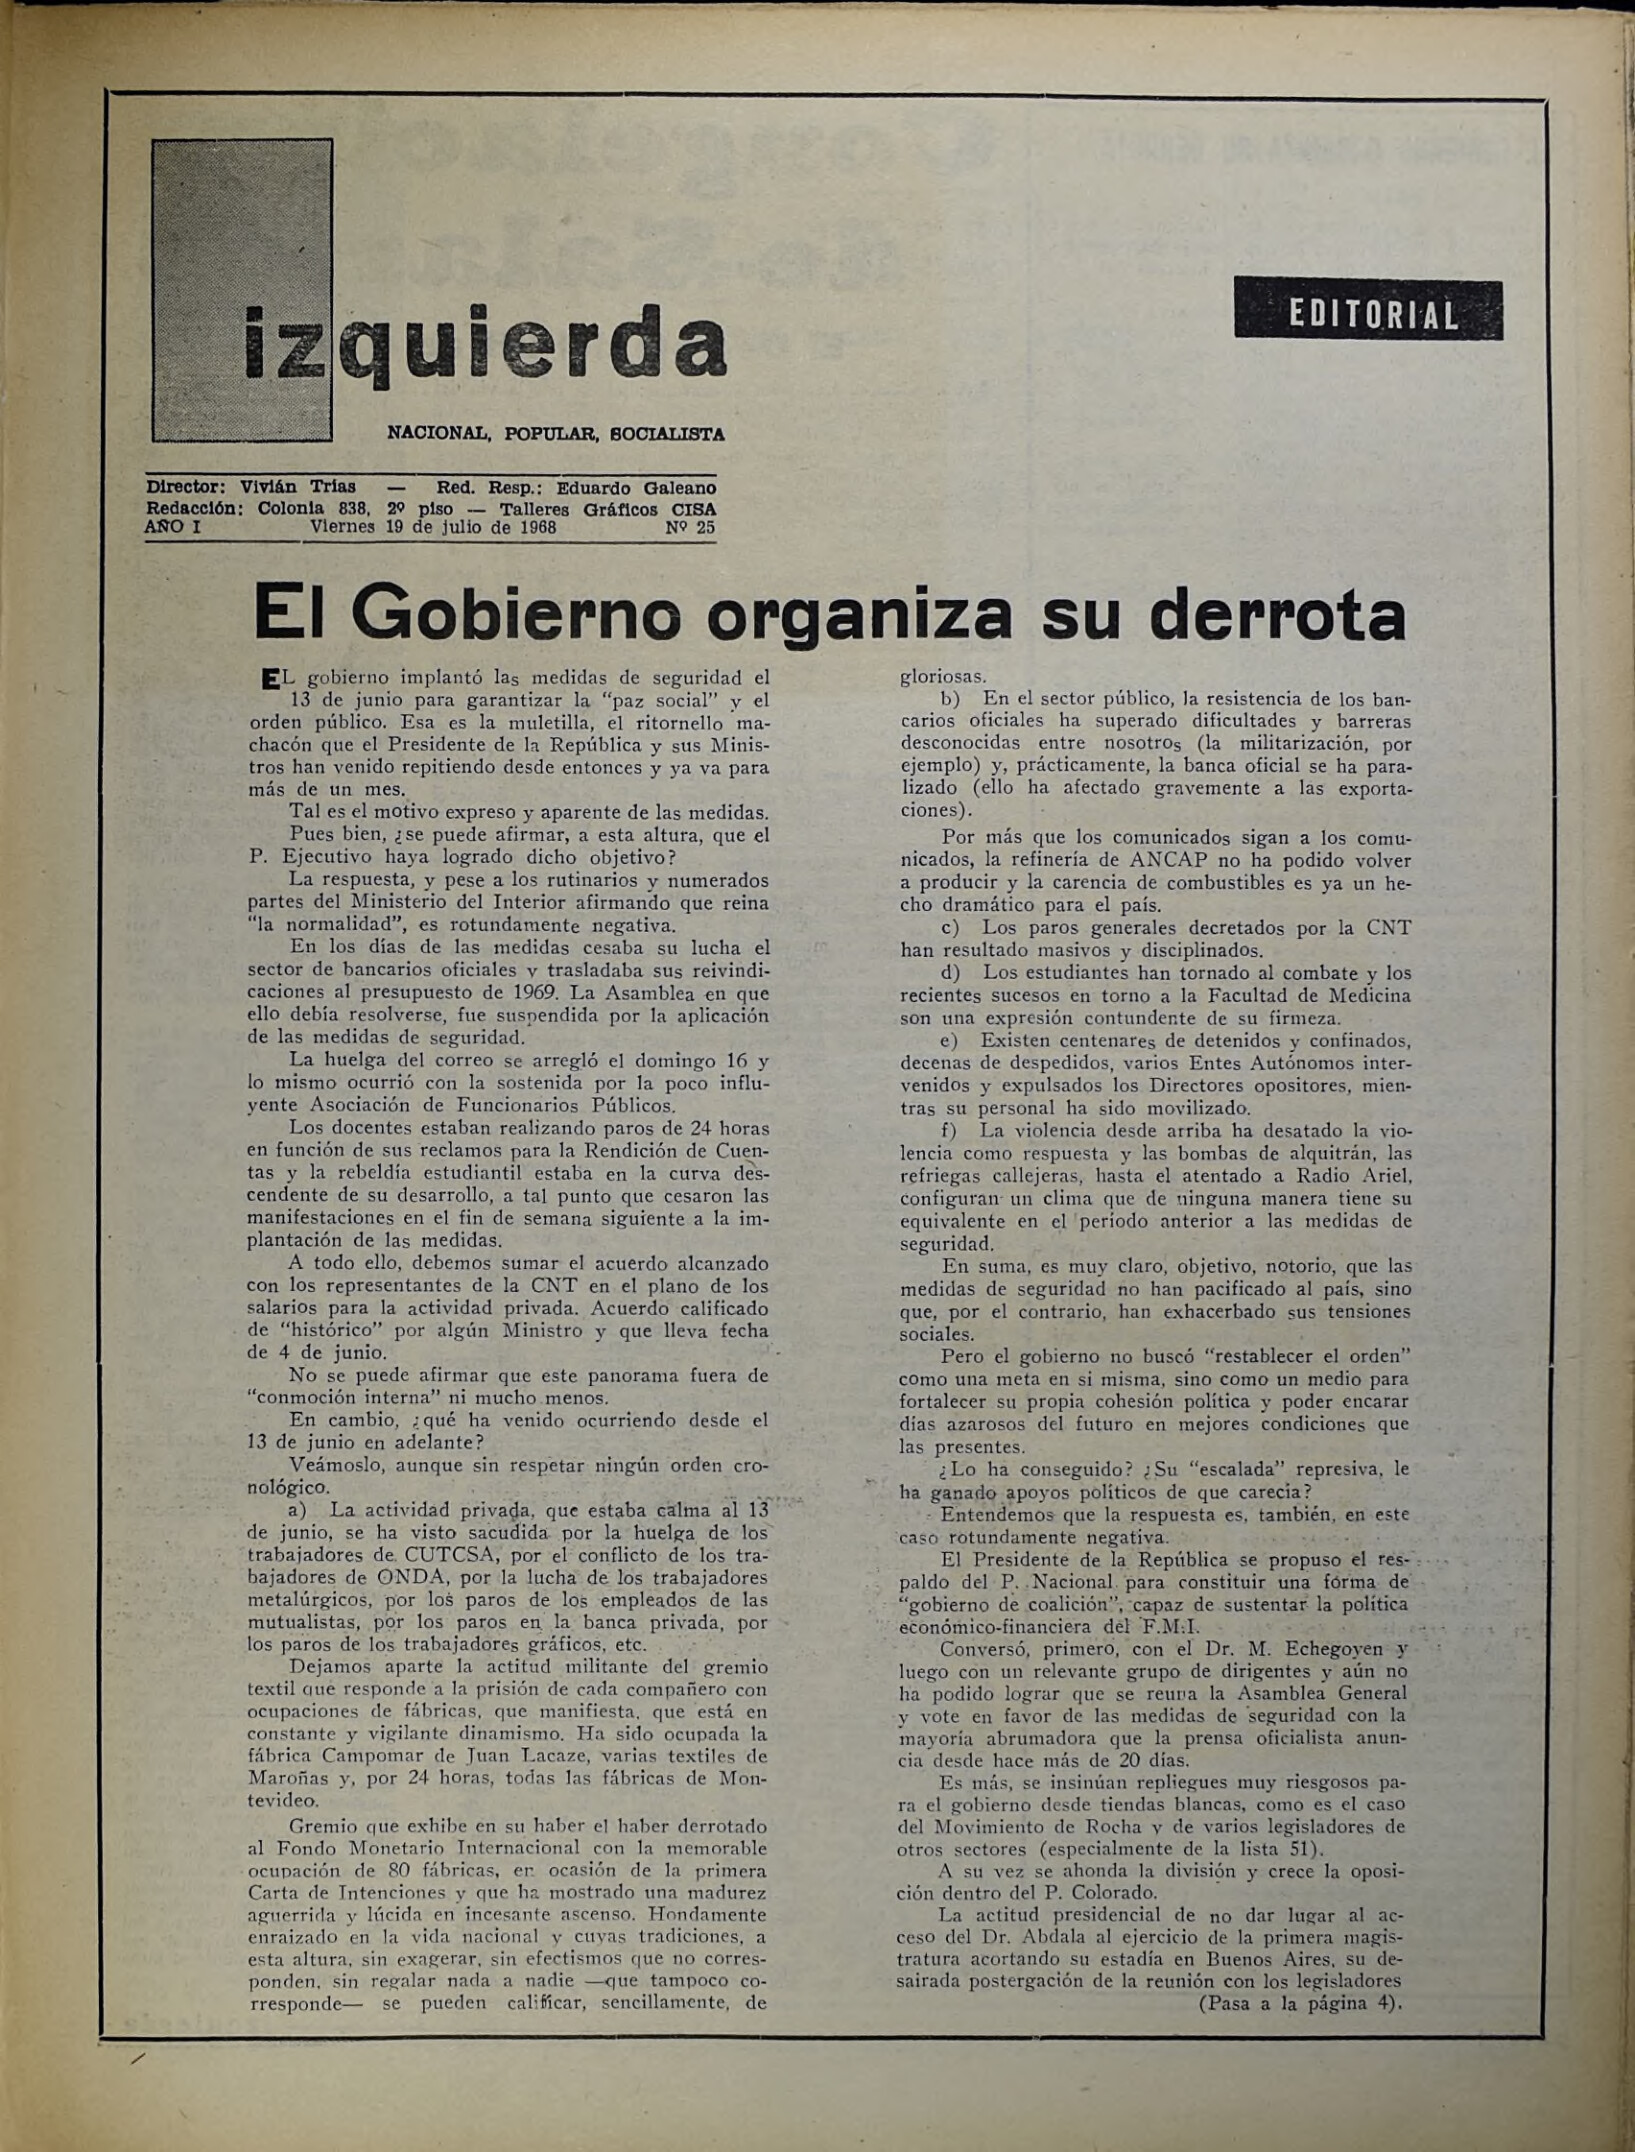 izquierda
NACIONAL, POPULAR, SOCIALISTA
EDITORIAL
Director: Vivián Trías — Red. Resp.: Eduardo Galeano
Redacción: Colonia 838, 2º piso — Talleres Gráficos CISA
AÑO I Viernes 19 de julio de 1968 Nº 25
El Gobierno organiza su derrota
EL gobierno implantó las medidas de seguridad el
13 de junio para garantizar la “paz social” y el
orden público. Esa es la muletilla, el ritornello ma-
chacón que el Presidente de la República y sus Minis-
tros han venido repitiendo desde entonces y ya va para
más de un mes.
Tal es el motivo expreso y aparente de las medidas.
Pues bien, ¿se puede afirmar, a esta altura, que el
P. Ejecutivo haya logrado dicho objetivo?
La respuesta, y pese a los rutinarios y numerados
partes del Ministerio del Interior afirmando que reina
“la normalidad”, es rotundamente negativa.
En los días de las medidas cesaba su lucha el
sector de bancarios oficiales y trasladaba sus reivindi-
caciones al presupuesto de 1969. La Asamblea en que
ello debía resolverse, fue suspendida por la aplicación
de las medidas de seguridad.
La huelga del correo se arregló el domingo 16 y
lo mismo ocurrió con la sostenida por la poco influ-
yente Asociación de Funcionarios Públicos.
Los docentes estaban realizando paros de 24 horas
en función de sus reclamos para la Rendición de Cuen-
tas y la rebeldía estudiantil estaba en la curva des-
cendente de su desarrollo, a tal punto que cesaron las
manifestaciones en el fin de semana siguiente a la im-
plantación de las medidas.
A todo ello, debemos sumar el acuerdo alcanzado
con los representantes de la CNT en el plano de los
salarios para la actividad privada. Acuerdo calificado
de “histórico” por algún Ministro y que lleva fecha
de 4 de junio.
No se puede afirmar que este panorama fuera de
“conmoción interna” ni mucho menos.
En cambio, ¿qué ha venido ocurriendo desde el
13 de junio en adelante?
Veámoslo, aunque sin respetar ningún orden cro-
nológico.
a) La actividad privada, que estaba calma al 13
de junio, se ha visto sacudida por la huelga de los
trabajadores de CUTCSA, por el conflicto de los tra-
bajadores de ONDA, por la lucha de los trabajadores
metalúrgicos, por los paros de los empleados de las
mutualistas, por los paros en la banca privada, por
los paros de los trabajadores gráficos, etc.
Dejamos aparte la actitud militante del gremio
textil que responde a la prisión de cada compañero con
ocupaciones de fábricas, que manifiesta, que está en
constante y vigilante dinamismo. Ha sido ocupada la
fábrica Campomar de Juan Lacaze, varias textiles de
Maroñas y, por 24 horas, todas las fábricas de Mon-
tevideo.
Gremio que exhibe en su haber el haber derrotado
al Fondo Monetario Internacional con la memorable
ocupación de 80 fábricas, en ocasión de la primera
Carta de Intenciones y que ha mostrado una madurez
aguerrida y lúcida en incesante ascenso. Hondamente
enraizado en la vida nacional y cuyas tradiciones, a
esta altura, sin exagerar, sin efectismos que no corres-
ponden, sin regalar nada a nadie —que tampoco co-
rresponde— se pueden calificar, sencillamente, de
gloriosas.
b) En el sector público, la resistencia de los ban-
carios oficiales ha superado dificultades y barreras
desconocidas entre nosotros (la militarización, por
ejemplo) y, prácticamente, la banca oficial se ha para-
lizado (ello ha afectado gravemente a las exporta-
ciones).
Por más que los comunicados sigan a los comu-
nicados, la refinería de ANCAP no ha podido volver
a producir y la carencia de combustibles es ya un he-
cho dramático para el país.
c) Los paros generales decretados por la CNT
han resultado masivos y disciplinados.
d) Los estudiantes han tornado al combate y los
recientes sucesos en torno a la Facultad de Medicina
son una expresión contundente de su firmeza.
e) Existen centenares de detenidos y confinados,
decenas de despedidos, varios Entes Autónomos inter-
venidos y expulsados los Directores opositores, mien-
tras su personal ha sido movilizado.
f) La violencia desde arriba ha desatado la vio-
lencia como respuesta y las bombas de alquitrán, las
refriegas callejeras, hasta el atentado a Radio Ariel,
configuran un clima que de ninguna manera tiene su
equivalente en el período anterior a las medidas de
seguridad.
En suma, es muy claro, objetivo, notorio, que las
medidas de seguridad no han pacificado al país, sino
que, por el contrario, han exhacerbado sus tensiones
sociales.
Pero el gobierno no buscó “restablecer el orden”
como una meta en si misma, sino como un medio para
fortalecer su propia cohesión política y poder encarar
días azarosos del futuro en mejores condiciones que
las presentes.
¿Lo ha conseguido? ¿Su “escalada” represiva, le
ha ganado apoyos políticos de que carecía?
Entendemos que la respuesta es, también, en este
caso rotundamente negativa.
El Presidente de la República se propuso el res-
paldo del P. Nacional para constituir una forma de
“gobierno de coalición”, capaz de sustentar la política
económico-financiera del F.M.I.
Conversó, primero, con el Dr. M. Echegoyen y
luego con un relevante grupo de dirigentes y aún no
ha podido lograr que se reuna la Asamblea General
y vote en favor de las medidas de seguridad con la
mayoría abrumadora que la prensa oficialista anun-
cia desde hace más de 20 días.
Es más, se insinúan repliegues muy riesgosos pa-
ra el gobierno desde tiendas blancas, como es el caso
del Movimiento de Rocha y de varios legisladores de
otros sectores (especialmente de la lista 51).
A su vez se ahonda la división y crece la oposi-
ción dentro del P. Colorado.
La actitud presidencial de no dar lugar al ac-
ceso del Dr. Abdala al ejercicio de la primera magis-
tratura acortando su estadía en Buenos Aires, su de-
sairada postergación de la reunión con los legisladores
(Pasa a la página 4).